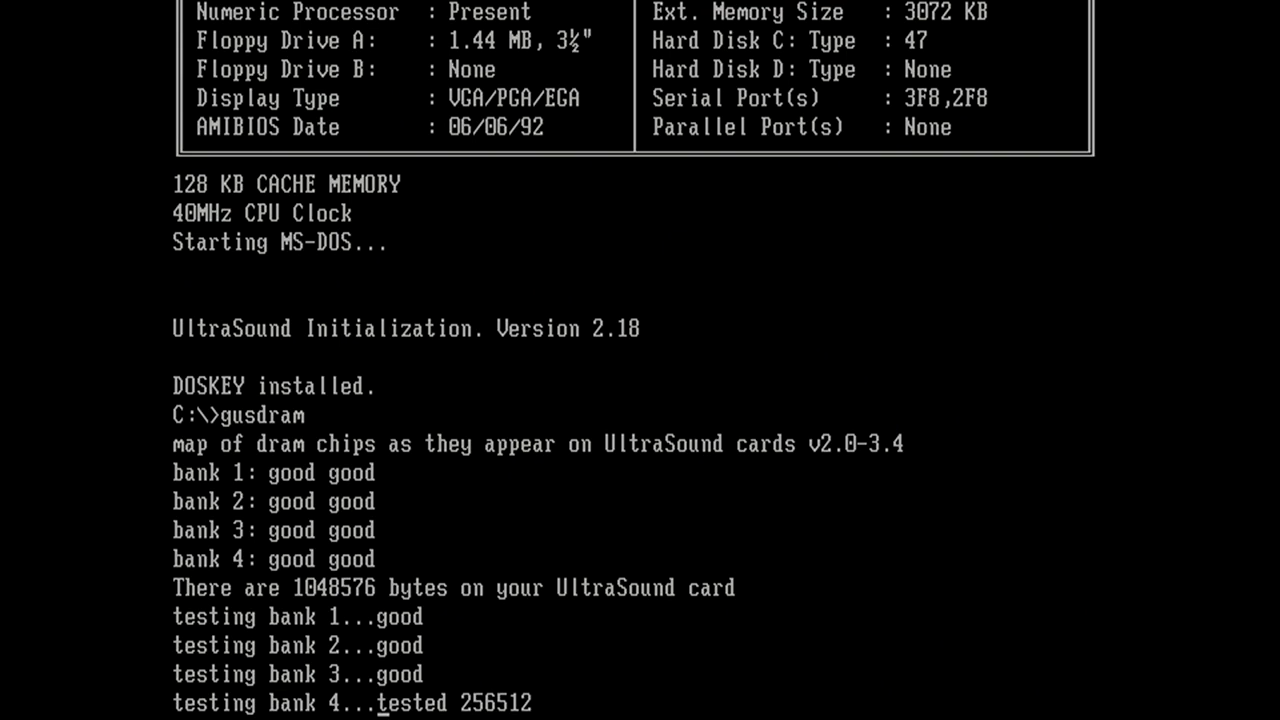 Numeric Processor : Present Ext. Memory Size : 3072 KB
Floppy Drive A: : 1.44 MB, 3½" Hard Disk C: Type : 47
Floppy Drive B: : None Hard Disk D: Type : None
Display Type : VGA/PGA/EGA Serial Port(s) : 3F8,2F8
AMIBIOS Date : 06/06/92 Parallel Port(s) : None
128 KB CACHE MEMORY
40MHz CPU Clock
Starting MS-DOS...
UltraSound Initialization. Version 2.18
DOSKEY installed.
C:\>gusdram
map of dram chips as they appear on UltraSound cards v2.0-3.4
bank 1: good good
bank 2: good good
bank 3: good good
bank 4: good good
There are 1048576 bytes on your UltraSound card
testing bank 1...good
testing bank 2...good
testing bank 3...good
testing bank 4...tested 256512